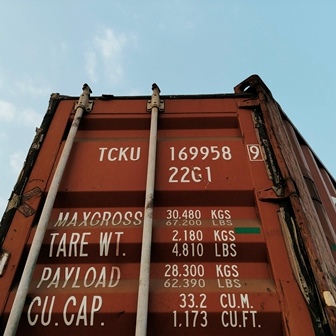 TCKU 169958 9
22G1
MAXGROSS 30.480 KGS
67.200 LBS
TARE WT. 2,180 KGS
4,810 LBS
PAYLOAD 28.300 KGS
62.390 LBS
CU.CAP. 33.2 CU.M.
1,173 CU.FT.